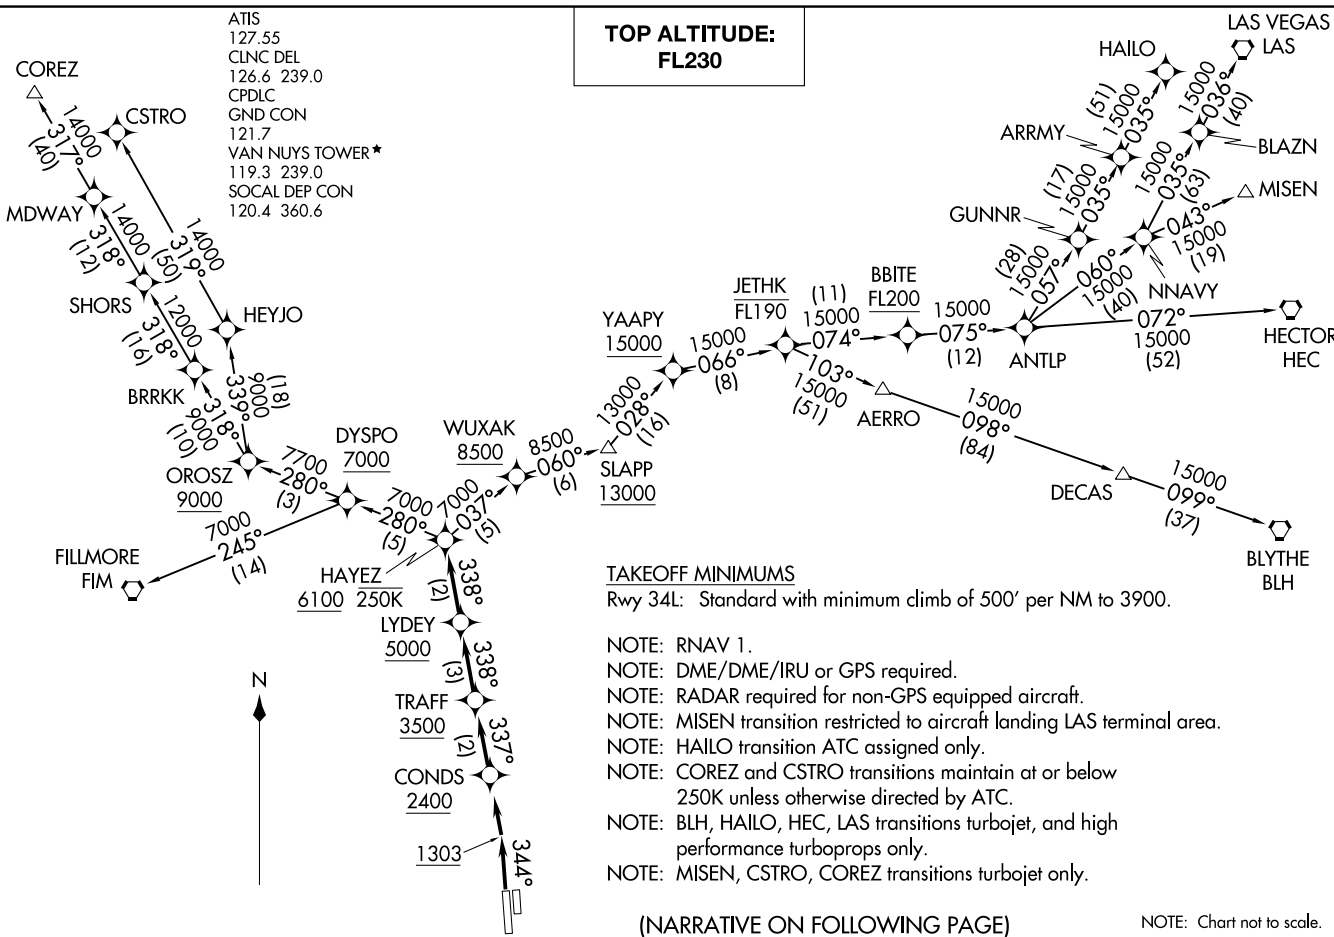 ATIS
127.55
CLNC DEL
126.6 239.0
CPDLC
GND CON
121.7
VAN NUYS TOWER★
119.3 239.0
SOCAL DEP CON
120.4 360.6
TOP ALTITUDE:
FL230
COREZ
14000
317°
(40)
CSTRO
MDWAY
14000
318°
(12)
14000
319°
(50)
SHORS
12000
318°
(16)
HEYJO
BRRKK
9000
318°
(10)
(18)
9000
339°
OROSZ
9000
7700
280°
(3)
DYSPO
7000
7000
245°
(14)
FILLMORE
FIM
7000
280°
(5)
HAYEZ
6100 250K
7000
037°
(5)
WUXAK
8500
8500
060°
(6)
SLAPP
13000
13000
028°
(16)
YAAPY
15000
15000
066°
(8)
JETHK
FL190
(11)
15000
074°
BBITE
FL200
15000
075°
(12)
ANTLP
(28)
15000
057°
GUNNR
(17)
15000
035°
ARRMY
(51)
15000
035°
HAILO
060°
15000
(40)
NNAVY
15000
035°
(63)
BLAZN
15000
036°
(40)
LAS VEGAS
LAS
043°
15000
(19)
MISEN
072°
15000
(52)
HECTOR
HEC
103°
15000
(51)
AERRO
15000
098°
(84)
DECAS
15000
099°
(37)
BLYTHE
BLH
338°
(2)
LYDEY
5000
338°
(3)
TRAFF
3500
337°
(2)
CONDS
2400
1303
344°
N
TAKEOFF MINIMUMS
Rwy 34L: Standard with minimum climb of 500' per NM to 3900.
NOTE: RNAV 1.
NOTE: DME/DME/IRU or GPS required.
NOTE: RADAR required for non-GPS equipped aircraft.
NOTE: MISEN transition restricted to aircraft landing LAS terminal area.
NOTE: HAILO transition ATC assigned only.
NOTE: COREZ and CSTRO transitions maintain at or below
250K unless otherwise directed by ATC.
NOTE: BLH, HAILO, HEC, LAS transitions turbojet, and high
performance turboprops only.
NOTE: MISEN, CSTRO, COREZ transitions turbojet only.
(NARRATIVE ON FOLLOWING PAGE)
NOTE: Chart not to scale.